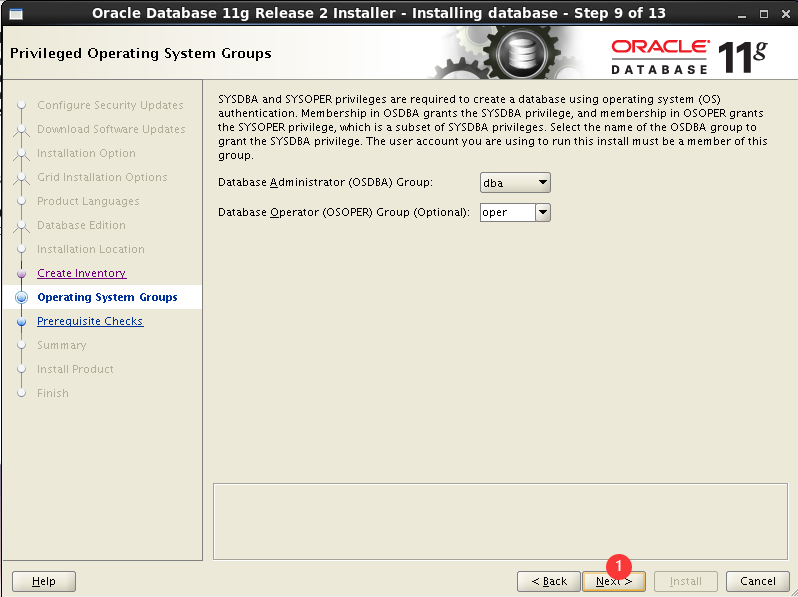 Oracle Database 11g Release 2 Installer - Installing database - Step 9 of 13
Privileged Operating System Groups
ORACLE
DATABASE
11g
Configure Security Updates
Download Software Updates
Installation Option
Grid Installation Options
Product Languages
Database Edition
Installation Location
Create Inventory
Operating System Groups
Prerequisite Checks
Summary
Install Product
Finish
SYSDBA and SYSOPER privileges are required to create a database using operating system (OS)
authentication. Membership in OSDBA grants the SYSDBA privilege, and membership in OSOPER grants
the SYSOPER privilege, which is a subset of SYSDBA privileges. Select the name of the OSDBA group to
grant the SYSDBA privilege. The user account you are using to run this install must be a member of this
group.
Database Administrator (OSDBA) Group:
dba
Database Operator (OSOPER) Group (Optional):
oper
1
Help
< Back
Next >
Install
Cancel